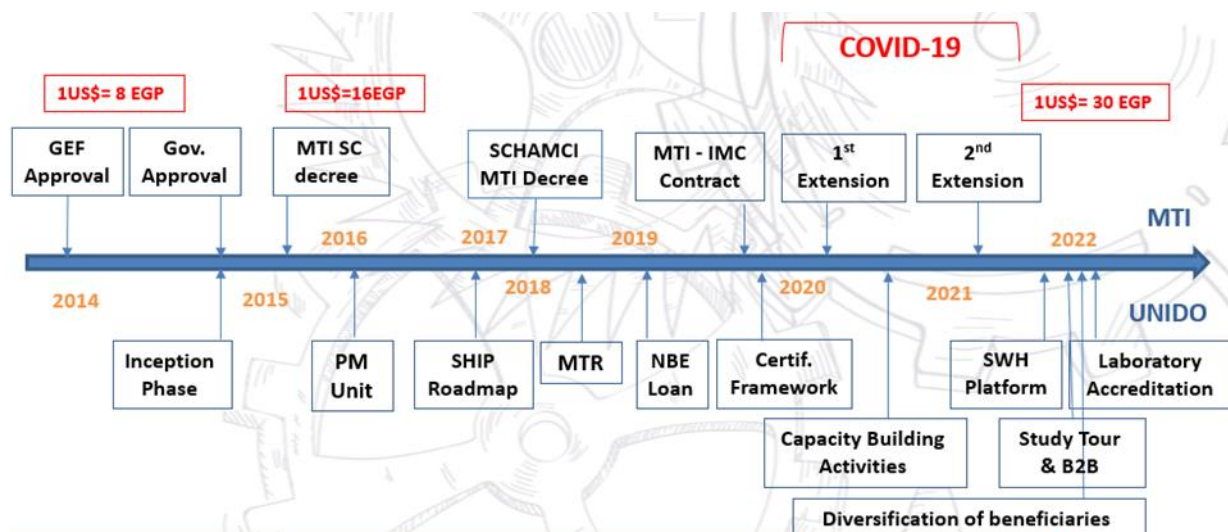 COVID-19
1US$= 8 EGP
1US$=16EGP
1US$= 30 EGP
GEF
Approval
Gov.
Approval
MTI SC
decree
SCHAMCI
MTI Decree
MTI - IMC
Contract
1st
Extension
2nd
Extension
MTI
2016
2017
2019
2022
2014
2015
2018
2020
2021
UNIDO
Inception
Phase
PM
Unit
SHIP
Roadmap
MTR
NBE
Loan
Certif.
Framework
SWH
Platform
Laboratory
Accreditation
Capacity Building
Activities
Study Tour
& B2B
Diversification of beneficiaries